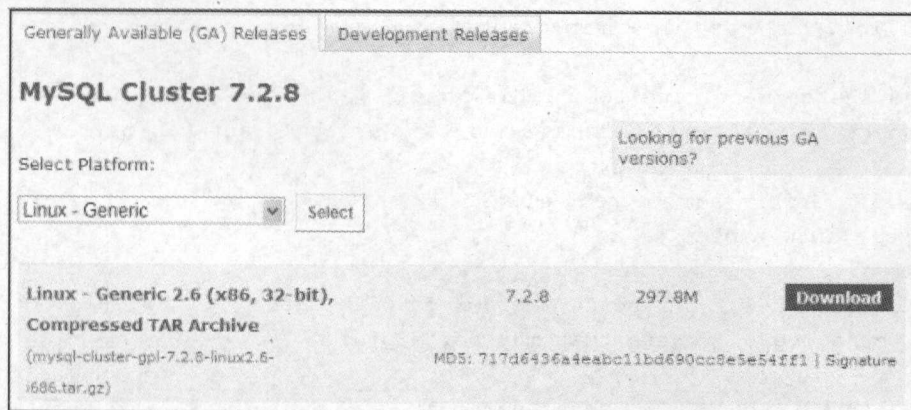 Generally Available (GA) Releases
Development Releases
MySQL Cluster 7.2.8
Looking for previous GA
versions?
Select Platform:
Linux - Generic
Select
Linux - Generic 2.6 (x86, 32-bit),
7.2.8
297.8M
Download
Compressed TAR Archive
(mysql-cluster-gpl-7.2.8-linux2.6-
MD5: 717d6436a4eabc11bd690cc8e5e54ff1 | Signature
i686.tar.gz)